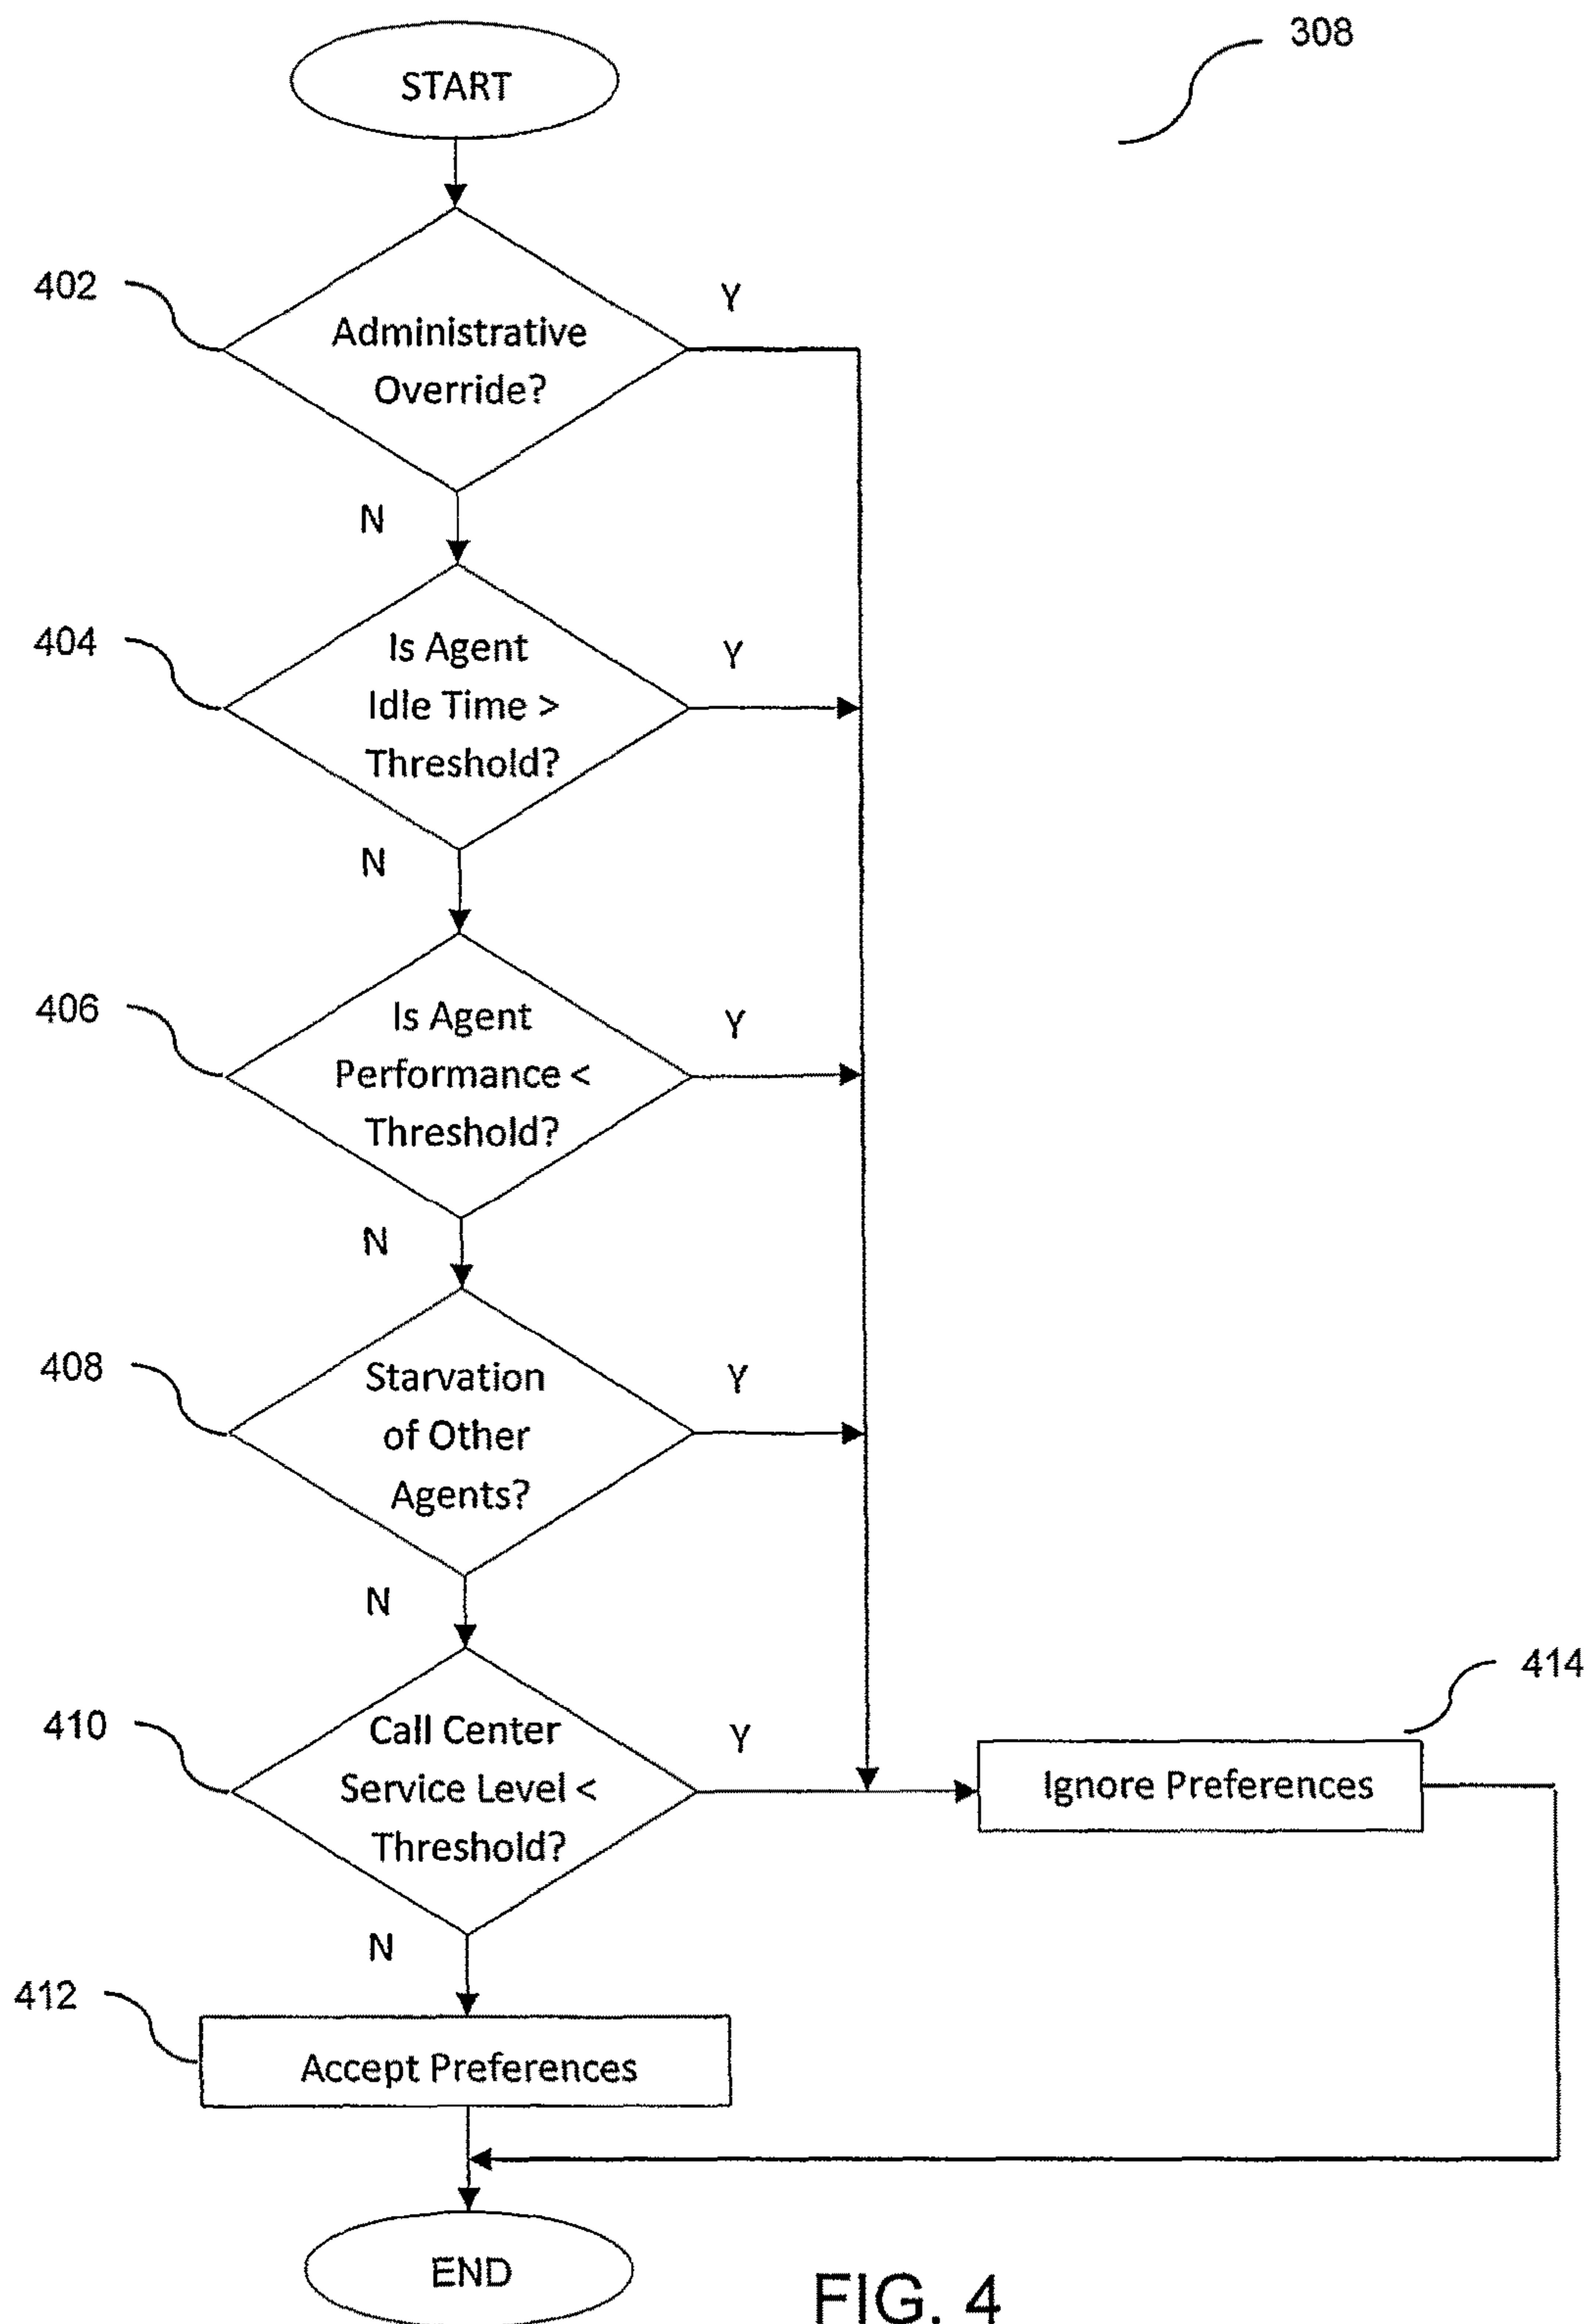 308
START
402
Y
Administrative
Override?
N
404
Y
Is Agent
Idle Time >
Threshold?
N
406
Y
Is Agent
Performance <
Threshold?
N
408
Y
Starvation
of Other
Agents?
N
410
Y
Call Center
Service Level <
Threshold?
414
Ignore Preferences
N
412
Accept Preferences
END
FIG. 4